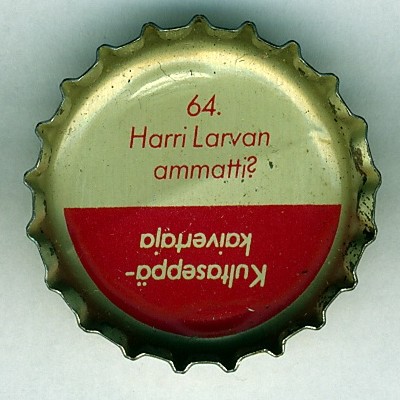 64.
Harri Larvan
ammatti?
Kultaseppä-
kaivertaja